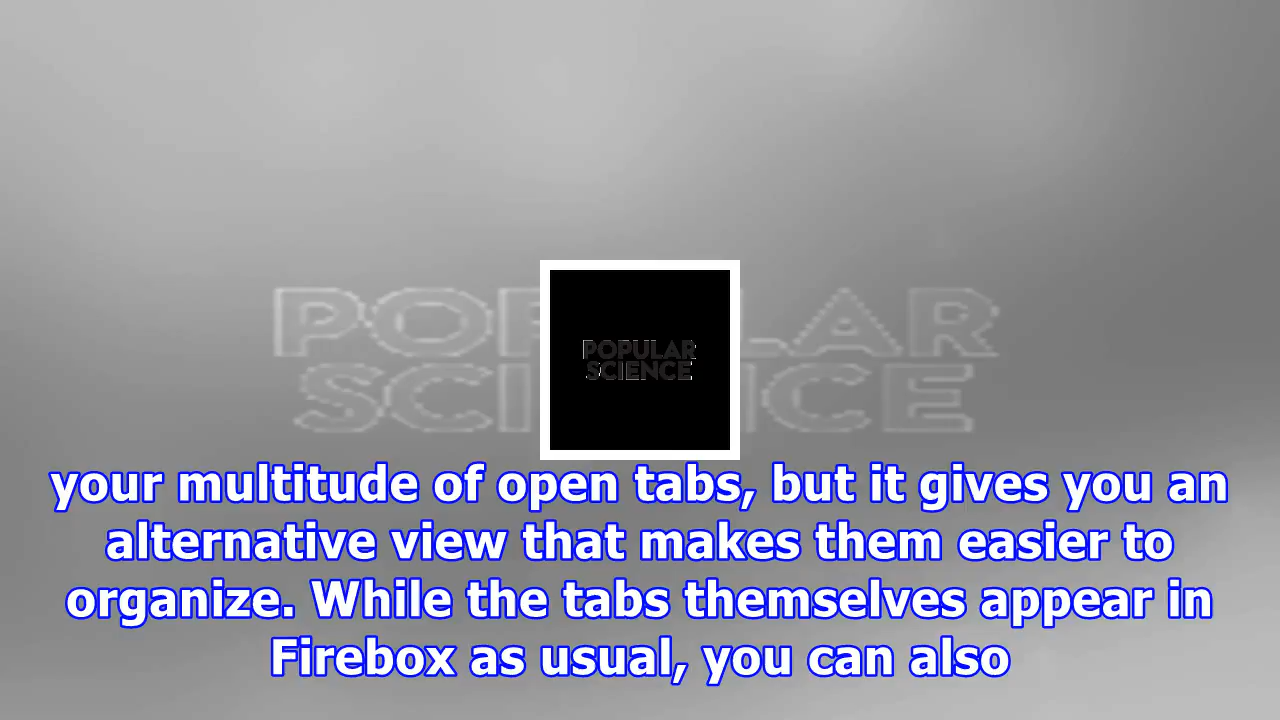 POPULAR
SCIENCE
POPULAR
SCIENCE
your multitude of open tabs, but it gives you an
alternative view that makes them easier to
organize. While the tabs themselves appear in
Firebox as usual, you can also